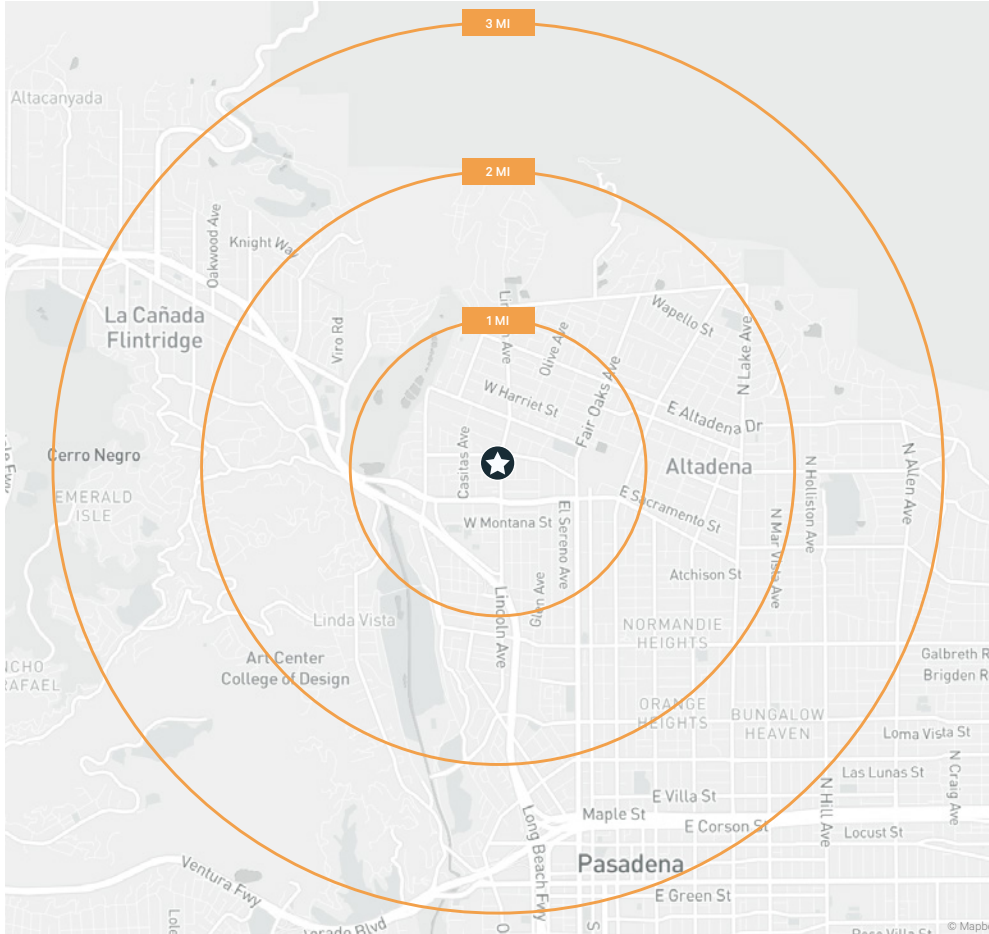 3 MI
Altacanyada
2 MI
Oakwood Ave
Knight Way
La Cañada
Flintridge
Viro Rd
1 MI
Olive Ave
Wapello St
N Lake Ave
W Harriet St
Fair Oaks Ave
E Altadena Dr
Cerro Negro
Casitas Ave
Altadena
N Holliston Ave
N Allen Ave
EMERALD
ISLE
E Sacramento St
W Montana St
El Sereno Ave
N Mar Vista Ave
Atchison St
Glen Ave
Lincoln Ave
Linda Vista
NORMANDIE
HEIGHTS
Art Center
College of Design
Galbreth R
Brigden R
NCHO
RAFAEL
ORANGE
HEIGHTS
BUNGALOW
HEAVEN
Loma Vista St
Las Lunas St
N Craig Ave
E Villa St
N Hill Ave
Maple St
E Corson St
Locust St
Long Beach Fwy
Pasadena
Ventura Fwy
E Green St
orado Blvd
© Mapb